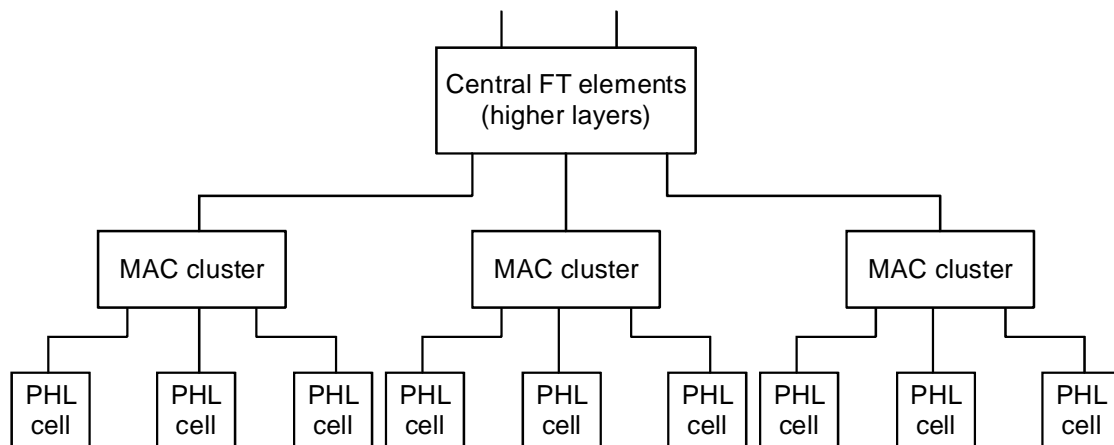 Central FT elements
(higher layers)
MAC cluster
MAC cluster
MAC cluster
PHL
cell
PHL
cell
PHL
cell
PHL
cell
PHL
cell
PHL
cell
PHL
cell
PHL
cell
PHL
cell